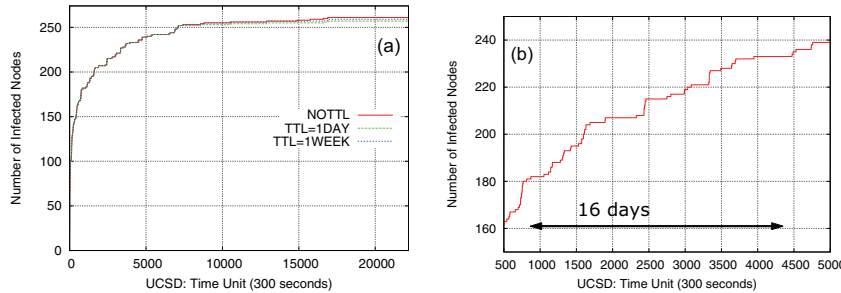 250
200
150
100
50
0
Number of Infected Nodes
(a)
NOTTL
TTL=1DAY
TTL=1WEEK
0 5000 10000 15000 20000
UCSD: Time Unit (300 seconds)
240
220
200
180
160
Number of Infected Nodes
(b)
16 days
500 1000 1500 2000 2500 3000 3500 4000 4500 5000
UCSD: Time Unit (300 seconds)